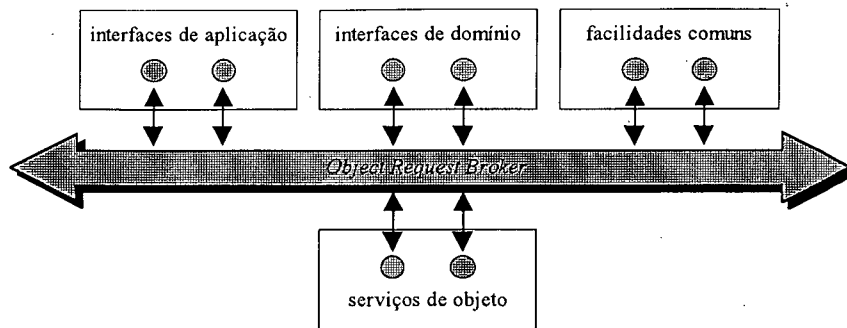 interfaces de aplicação
interfaces de domínio
facilidades comuns
Object Request Broker
serviços de objeto